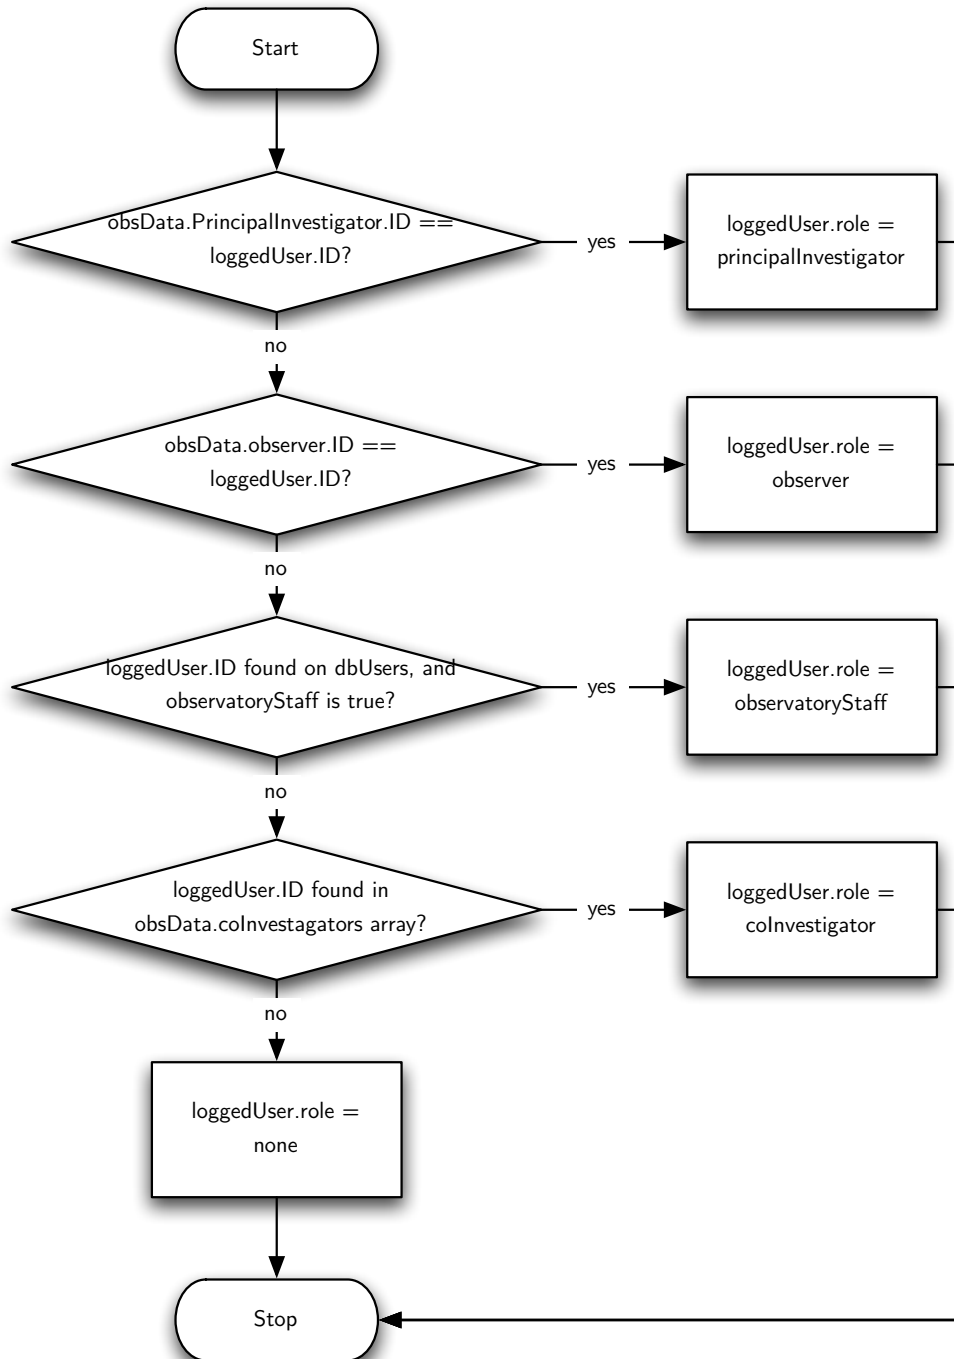 Start
obsData.PrincipalInvestigator.ID ==
loggedUser.ID?
yes
loggedUser.role =
principalInvestigator
no
obsData.observer.ID ==
loggedUser.ID?
yes
loggedUser.role =
observer
no
loggedUser.ID found on dbUsers, and
observatoryStaff is true?
yes
loggedUser.role =
observatoryStaff
no
loggedUser.ID found in
obsData.coInvestagators array?
yes
loggedUser.role =
coInvestigator
no
loggedUser.role =
none
Stop